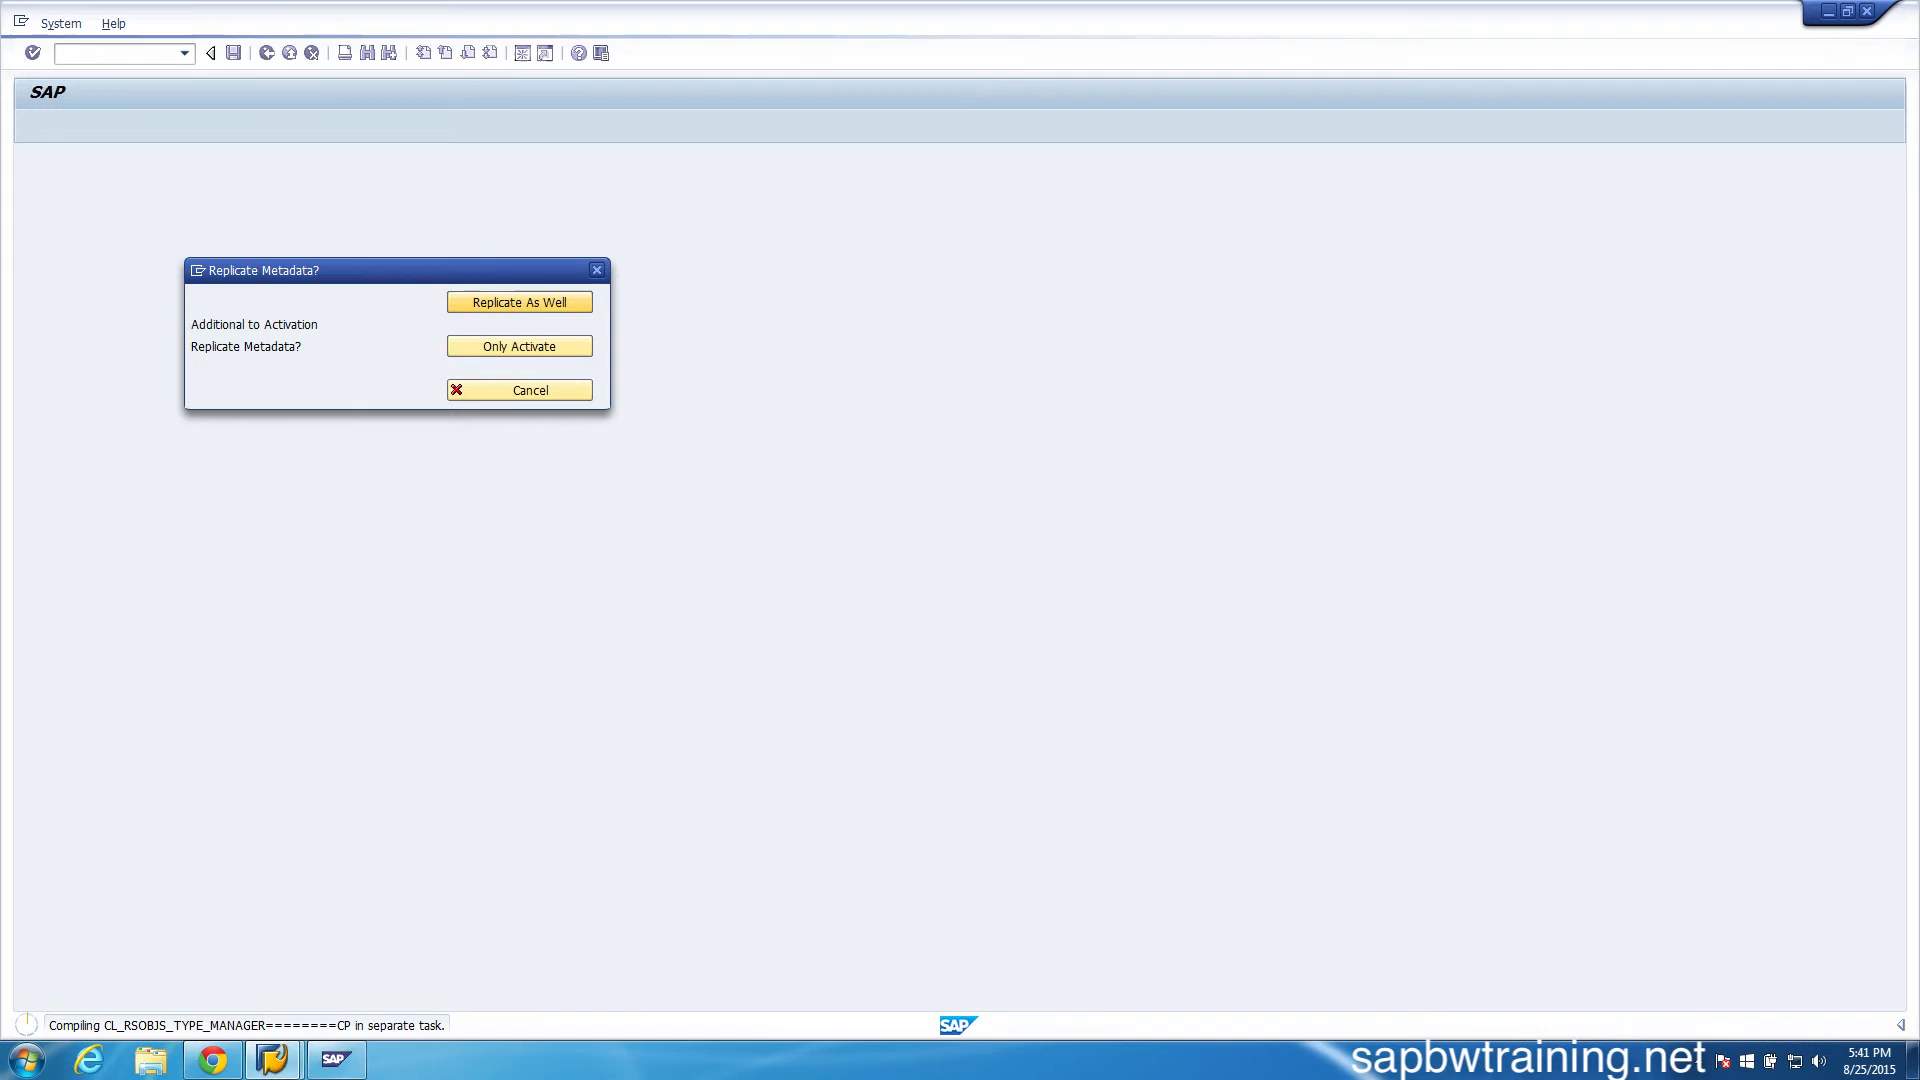 System Help
SAP
Replicate Metadata?
Replicate As Well
Additional to Activation
Replicate Metadata?
Only Activate
Cancel
Compiling CL_RSOBJS_TYPE_MANAGER========CP in separate task.
SAP
SAP
sapbwtraining.net
5:41 PM
8/25/2015